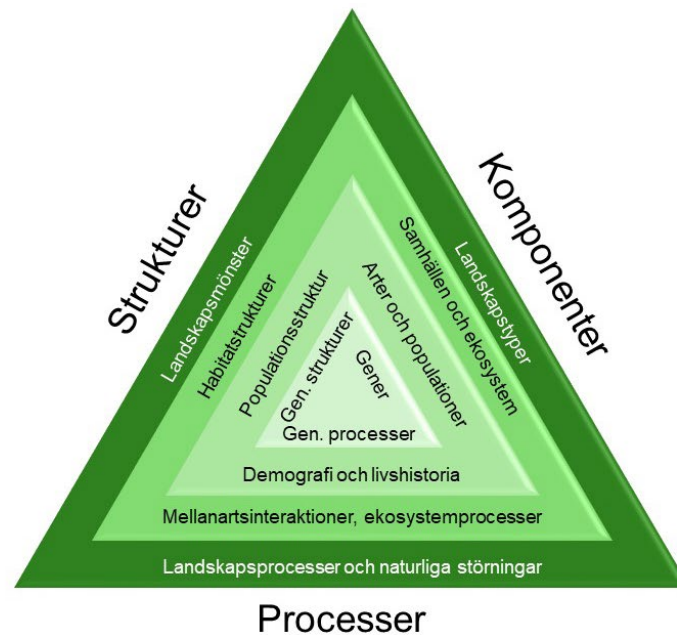 Strukturer
Komponenter
Landskapsmönster
Landskapstyper
Habitatstrukturer
Samhällen och ekosystem
Populationsstruktur
Arter och populationer
Gen. strukturer
Gener
Gen. processer
Demografi och livshistoria
Mellanartsinteraktioner, ekosystemprocesser
Landskapsprocesser och naturliga störningar
Processer